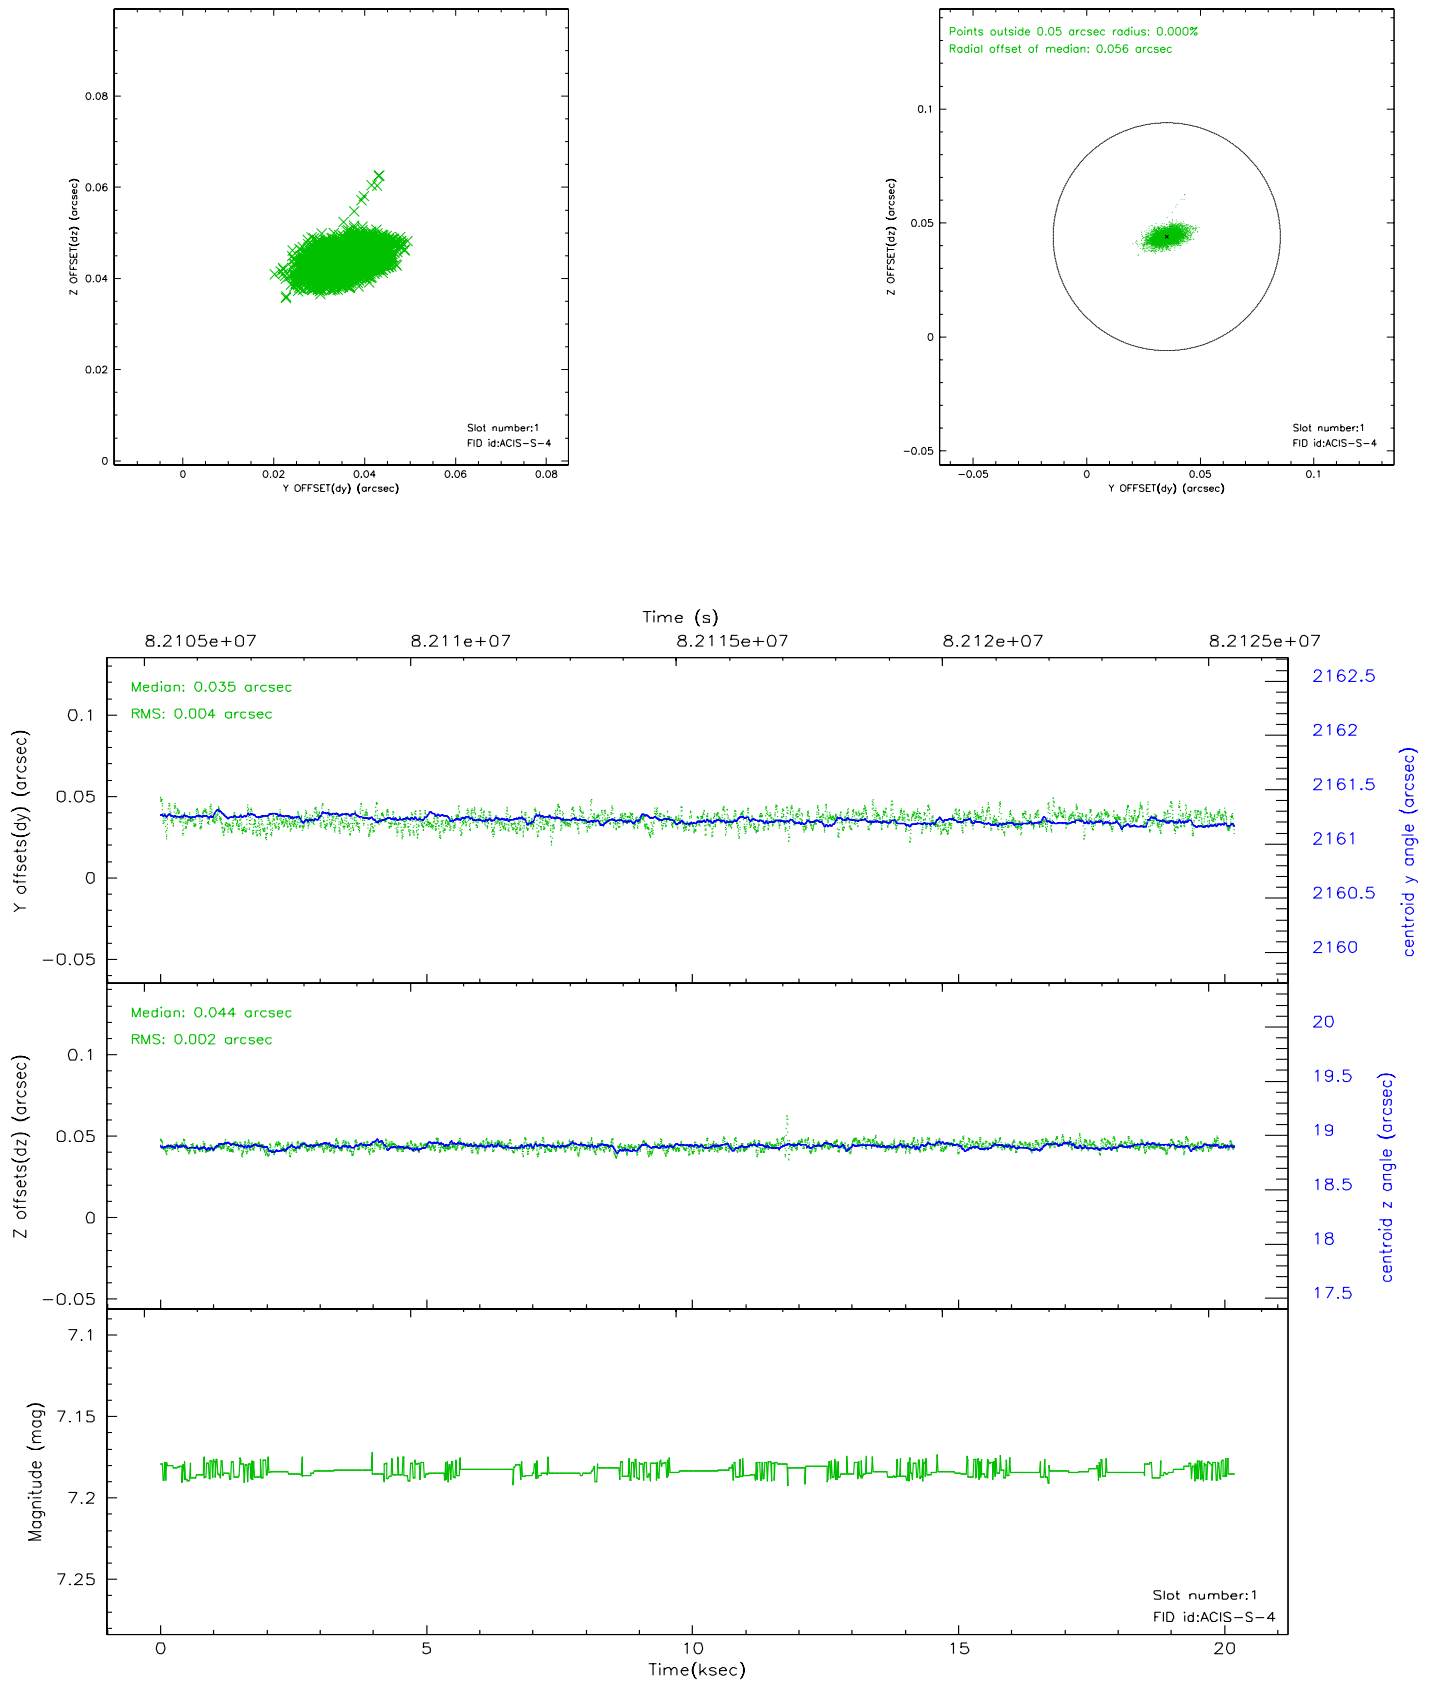 0.08
0.06
0.04
0.02
0
Z OFFSET(dz) (arcsec)
Slot number:1
FID id:ACIS-S-4
0 0.02 0.04 0.06 0.08
Y OFFSET(dy) (arcsec)
Points outside 0.05 arcsec radius: 0.000%
Radial offset of median: 0.056 arcsec
0.1
0.05
0
-0.05
Z OFFSET(dz) (arcsec)
Slot number:1
FID id:ACIS-S-4
-0.05 0 0.05 0.1
Y OFFSET(dy) (arcsec)
Time (s)
8.2105e+07 8.211e+07 8.2115e+07 8.212e+07 8.2125e+07
Median: 0.035 arcsec
RMS: 0.004 arcsec
0.1
0.05
0
-0.05
Y offsets(dy) (arcsec)
2162.5
2162
2161.5
2161
2160.5
2160
centroid y angle (arcsec)
Median: 0.044 arcsec
RMS: 0.002 arcsec
0.1
0.05
0
-0.05
Z offsets(dz) (arcsec)
20
19.5
19
18.5
18
17.5
centroid z angle (arcsec)
7.1
7.15
7.2
7.25
Magnitude (mag)
Slot number:1
FID id:ACIS-S-4
0 5 10 15 20
Time(ksec)